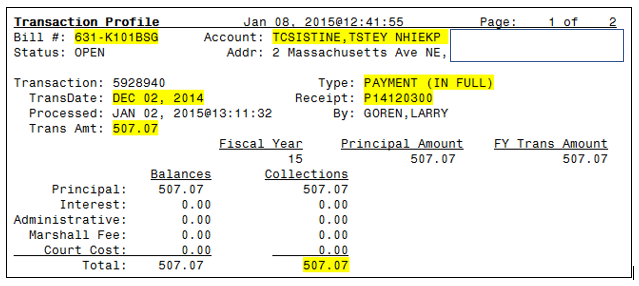 Transaction Profile Jan 08, 2015@12:41:55 Page: 1 of 2
Bill #: 631-K101BSG Account: TCSISTINE,TSTEY NHIEKP
Status: OPEN Addr: 2 Massachusetts Ave NE,
Transaction: 5928940 Type: PAYMENT (IN FULL)
TransDate: DEC 02, 2014 Receipt: P14120300
Processed: JAN 02, 2015@13:11:32 By: GOREN,LARRY
Trans Amt: 507.07
Fiscal Year Principal Amount FY Trans Amount
15 507.07 507.07
Balances Collections
Principal: 507.07 507.07
Interest: 0.00 0.00
Administrative: 0.00 0.00
Marshall Fee: 0.00 0.00
Court Cost: 0.00 0.00
Total: 507.07 507.07